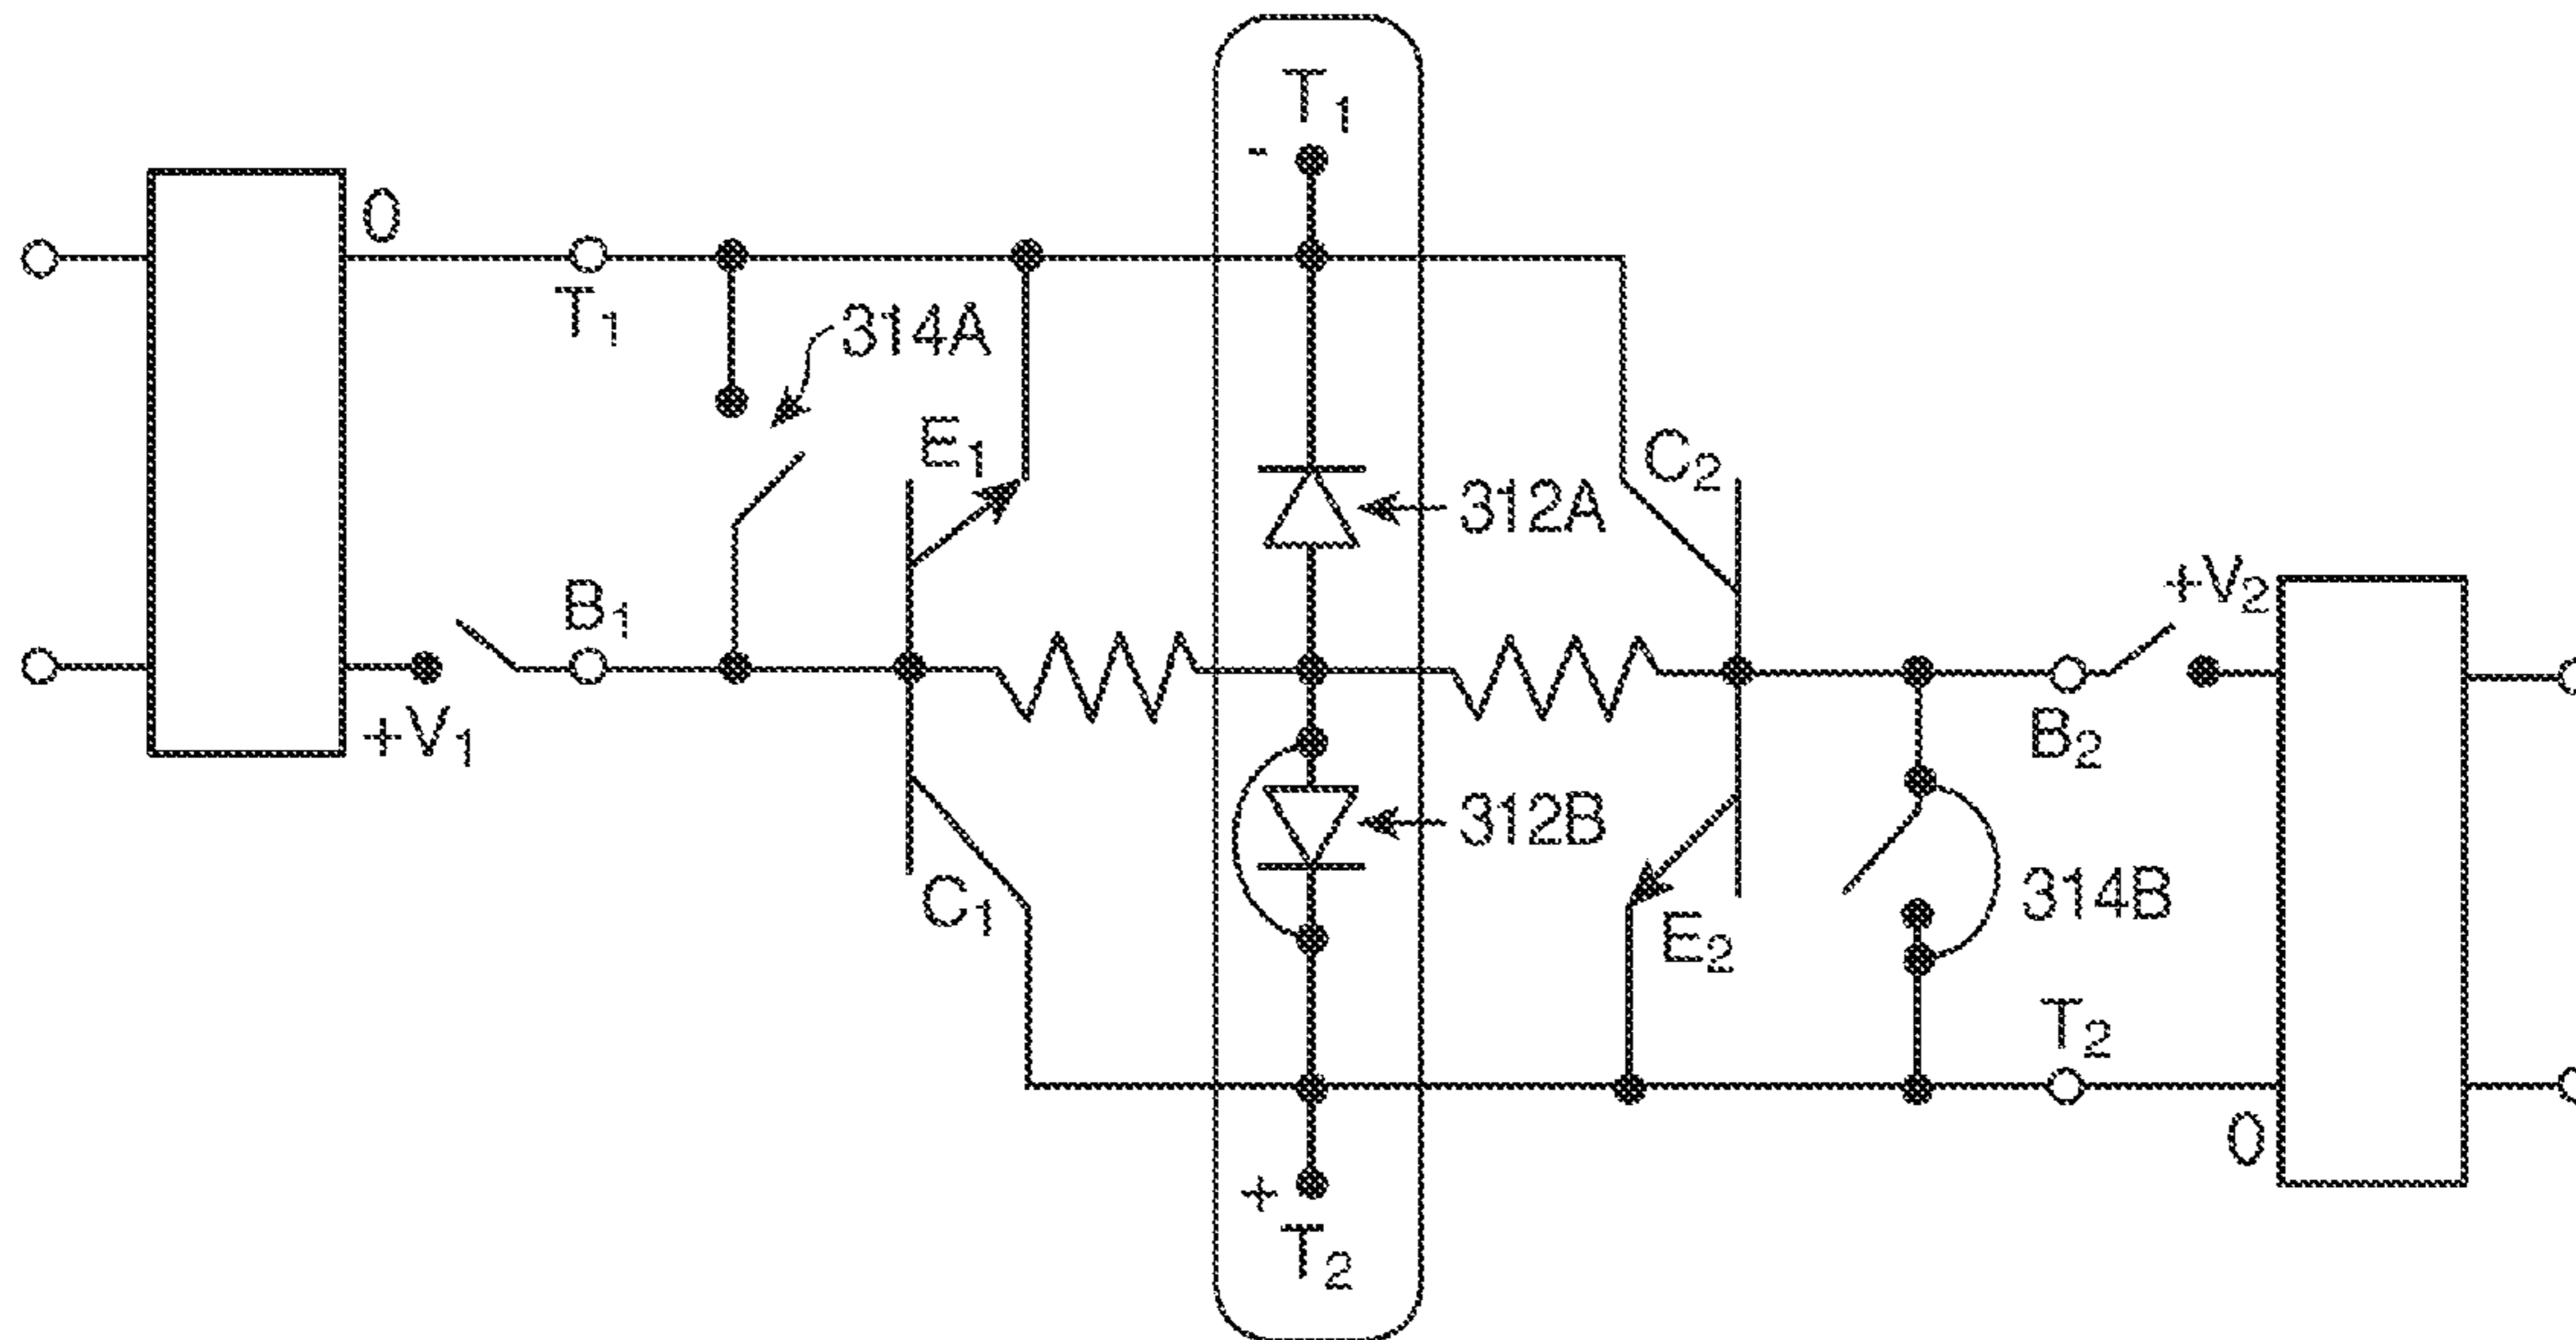 T₁
-
0
T₁
314A
E₁
C₂
312A
B₁
+V₂
+V₁
B₂
312B
C₁
314B
E₂
T₂
0
+
T₂